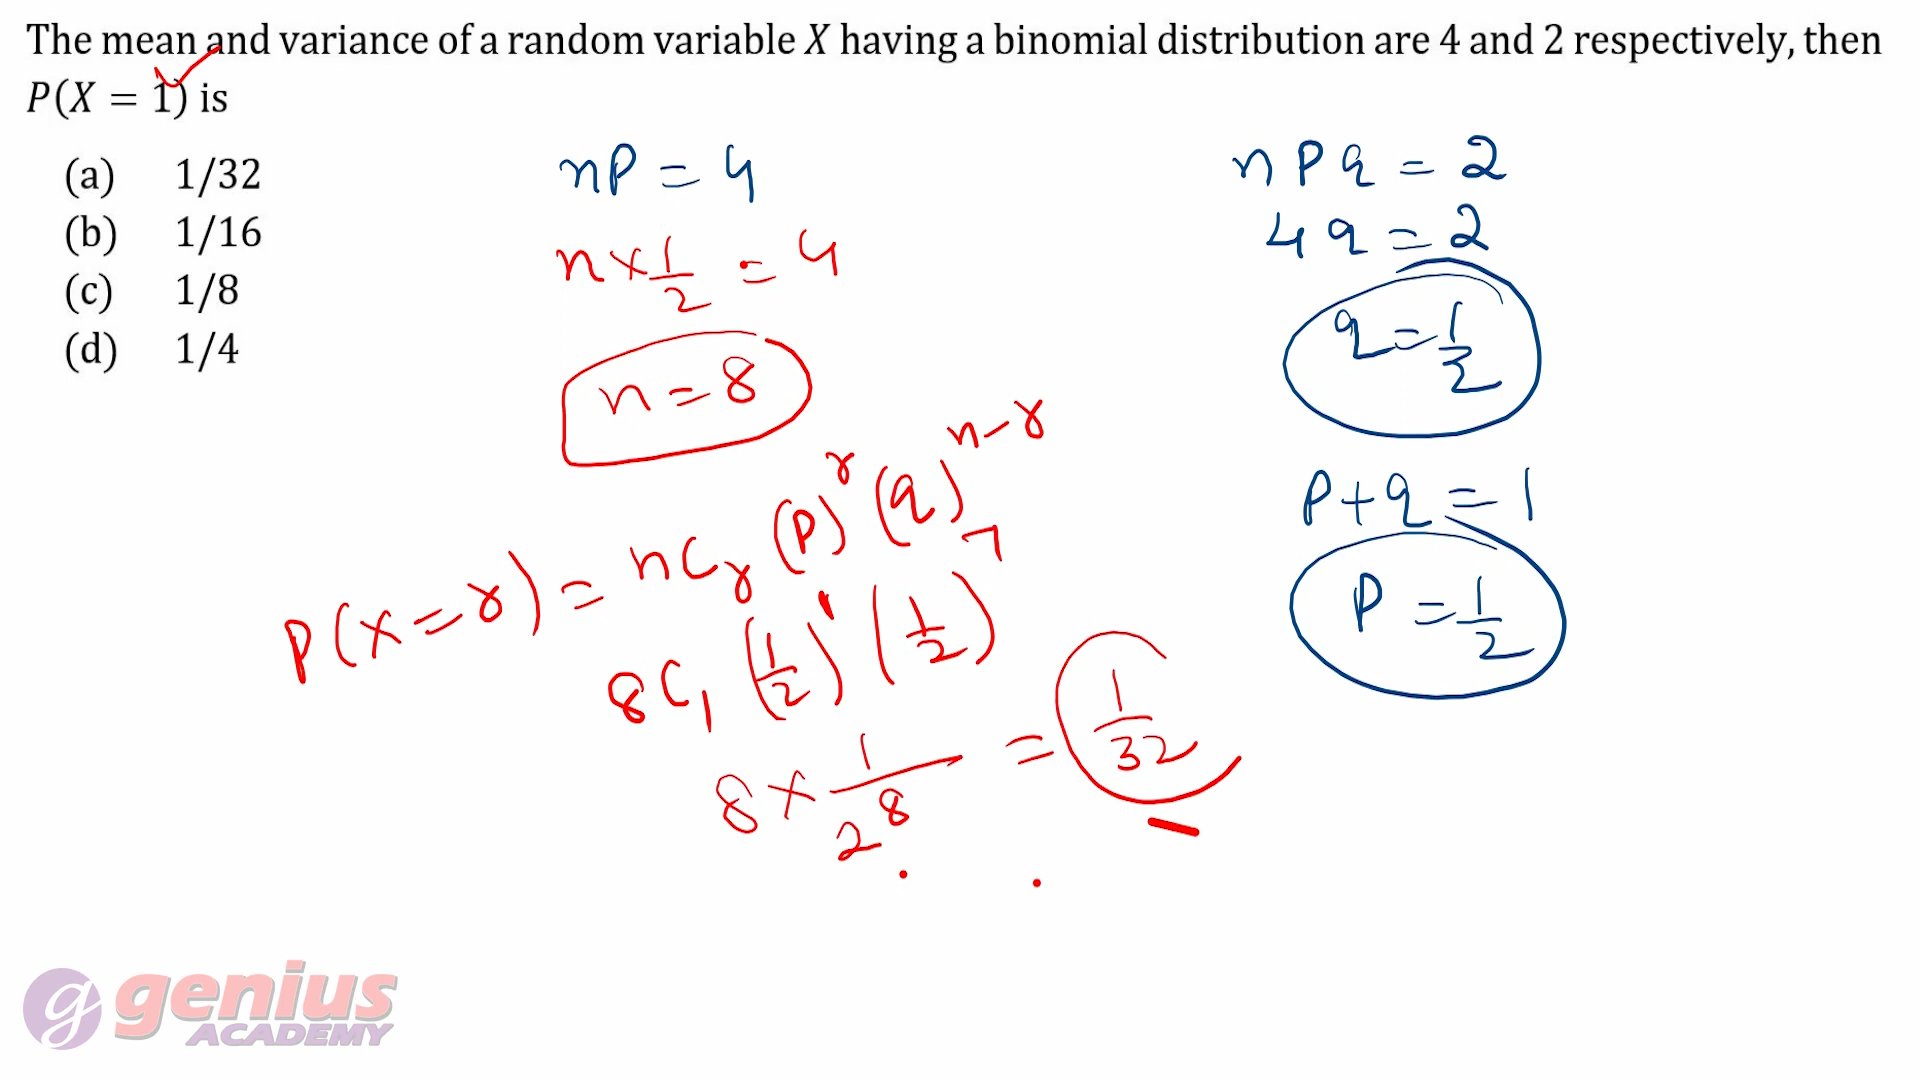 The mean and variance of a random variable X having a binomial distribution are 4 and 2 respectively, then
P(X = 1) is
(a) 1/32
(b) 1/16
(c) 1/8
(d) 1/4
nP = 4
n × 1/2 = 4
n = 8
nPq = 2
4q = 2
q = 1/2
P + q = 1
P = 1/2
P(x = r) = nCr (P)^r (q)^n-r
8C1 (1/2)^1 (1/2)^7
8 × 1/2^8 = 1/32
g genius
ACADEMY